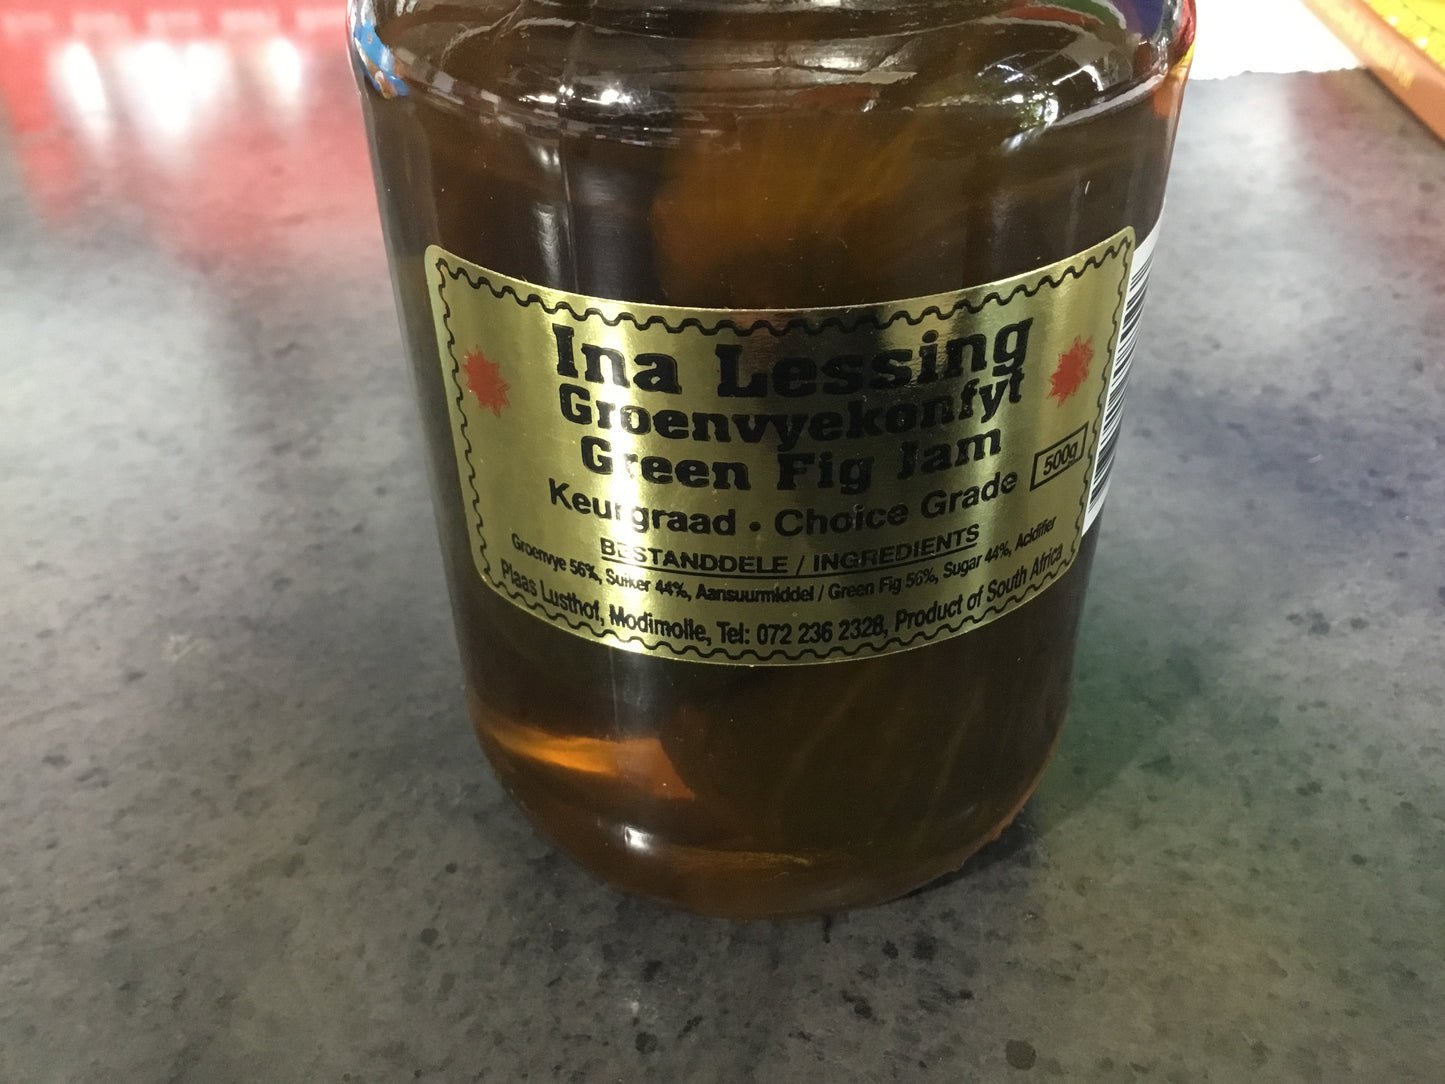 Ina Lessing
Groenvyekonfyt
Green Fig Jam
500g
Keurgraad • Choice Grade
BESTANDDELE / INGREDIENTS
Groenvye 56%, Suiker 44%, Aansuurmiddel / Green Fig 56%, Sugar 44%, Acidifier
Plaas Lusthof, Modimolle, Tel: 072 236 2328, Product of South Africa